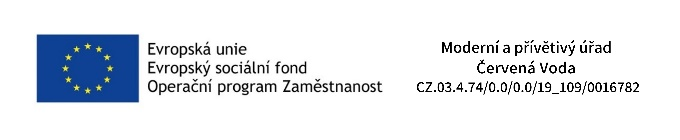 Evropská unie
Evropský sociální fond
Operační program Zaměstnanost
Moderní a přívětivý úřad
Červená Voda
CZ.03.4.74/0.0/0.0/19_109/0016782